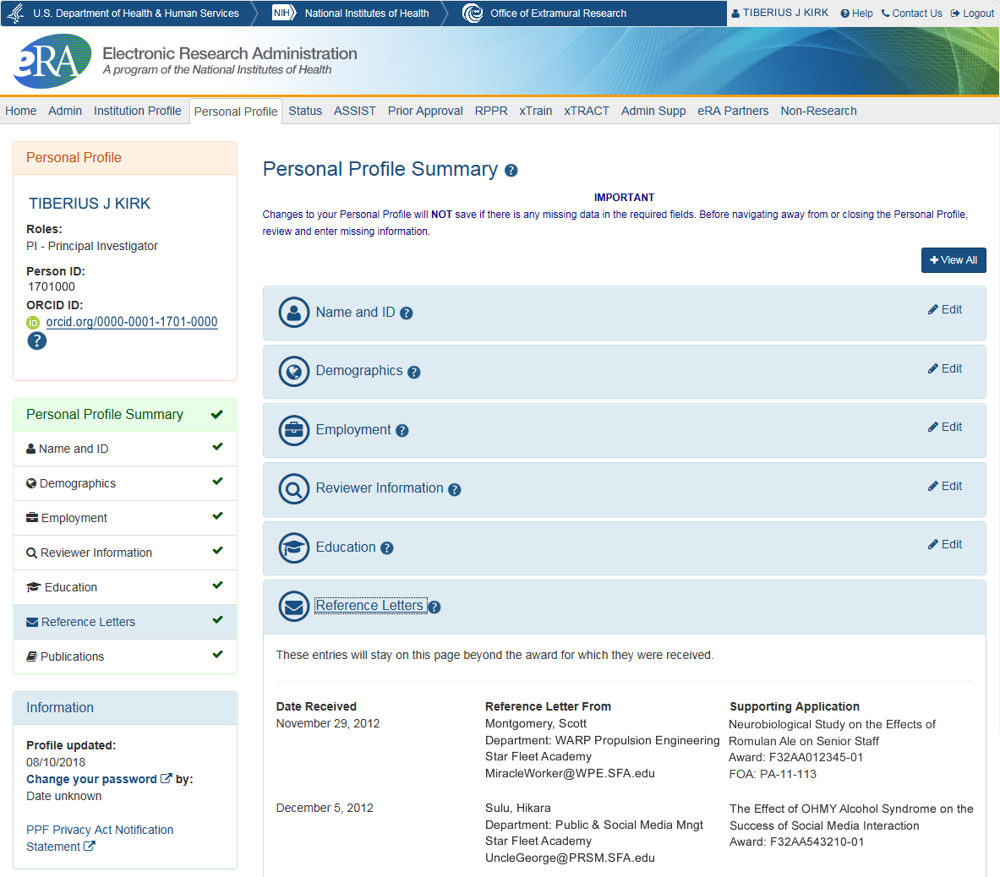 U.S. Department of Health & Human Services
NIH National Institutes of Health
Office of Extramural Research
TIBERIUS J KIRK Help Contact Us Logout
eRA
Electronic Research Administration
A program of the National Institutes of Health
Home Admin Institution Profile Personal Profile Status ASSIST Prior Approval RPPR xTrain xTRACT Admin Supp eRA Partners Non-Research
Personal Profile
TIBERIUS J KIRK
Roles:
PI - Principal Investigator
Person ID:
1701000
ORCID ID:
iD orcid.org/0000-0001-1701-0000
?
Personal Profile Summary
Name and ID
Demographics
Employment
Reviewer Information
Education
Reference Letters
Publications
Information
Profile updated:
08/10/2018
Change your password by:
Date unknown
PPF Privacy Act Notification
Statement
Personal Profile Summary ?
IMPORTANT
Changes to your Personal Profile will NOT save if there is any missing data in the required fields. Before navigating away from or closing the Personal Profile,
review and enter missing information.
+ View All
Name and ID ? Edit
Demographics ? Edit
Employment ? Edit
Reviewer Information ? Edit
Education ? Edit
Reference Letters ?
These entries will stay on this page beyond the award for which they were received.
Date Received Reference Letter From Supporting Application
November 29, 2012 Montgomery, Scott Neurobiological Study on the Effects of
Department: WARP Propulsion Engineering Romulan Ale on Senior Staff
Star Fleet Academy Award: F32AA012345-01
MiracleWorker@WPE.SFA.edu FOA: PA-11-113
December 5, 2012 Sulu, Hikara The Effect of OHMY Alcohol Syndrome on the
Department: Public & Social Media Mngt Success of Social Media Interaction
Star Fleet Academy Award: F32AA543210-01
UncleGeorge@PRSM.SFA.edu